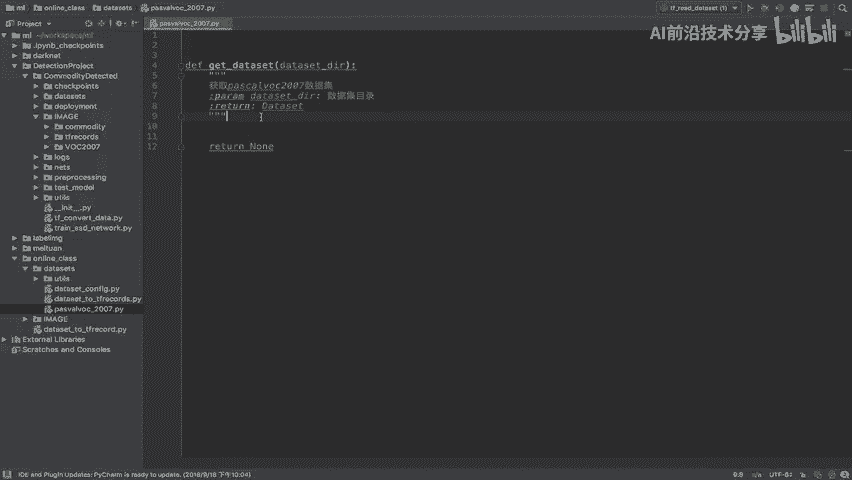 ml
online_class
datasets
pasvalvoc_2007.py
tf_read_dataset (1)
AI前沿技术分享
bilibili
Project
pasvalvoc_2007.py
ml
.ipynb_checkpoints
darknet
DetectionProject
CommodityDetected
checkpoints
datasets
deployment
IMAGE
commodity
tfrecords
VOC2007
logs
nets
preprocessing
test_model
utils
__init__.py
tf_convert_data.py
train_ssd_network.py
labelimg
meituan
online_class
datasets
utils
dataset_config.py
dataset_to_tfrecords.py
pasvalvoc_2007.py
IMAGE
dataset_to_tfrecord.py
External Libraries
Scratches and Consoles
1
2
3
4 def get_dataset(dataset_dir):
5 """
6 获取pascalvoc2007数据集
7 :param dataset_dir: 数据集目录
8 :return: Dataset
9 """
10
11
12 return None
IDE and Plugin Updates: PyCharm is ready to update. (2018/9/18 下午10:04)
9:8
n/a
UTF-8